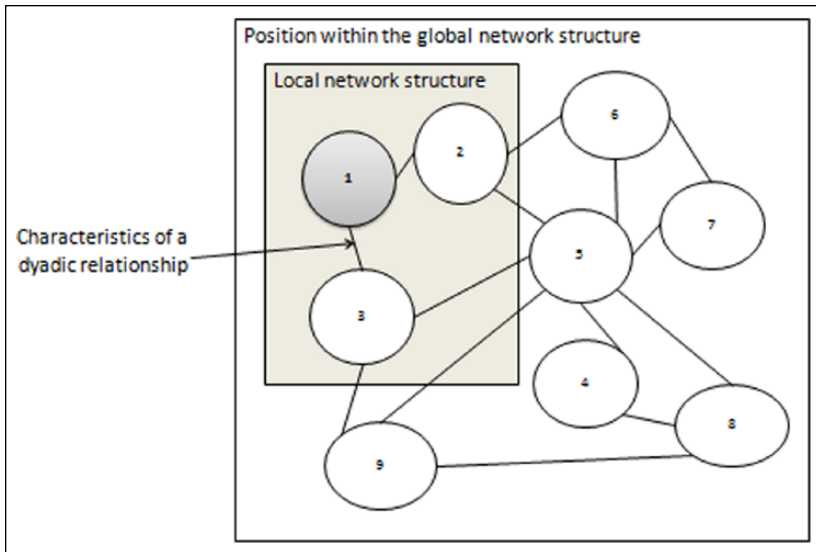 Position within the global network structure
Local network structure
6
2
1
7
Characteristics of a
dyadic relationship
5
3
4
8
9